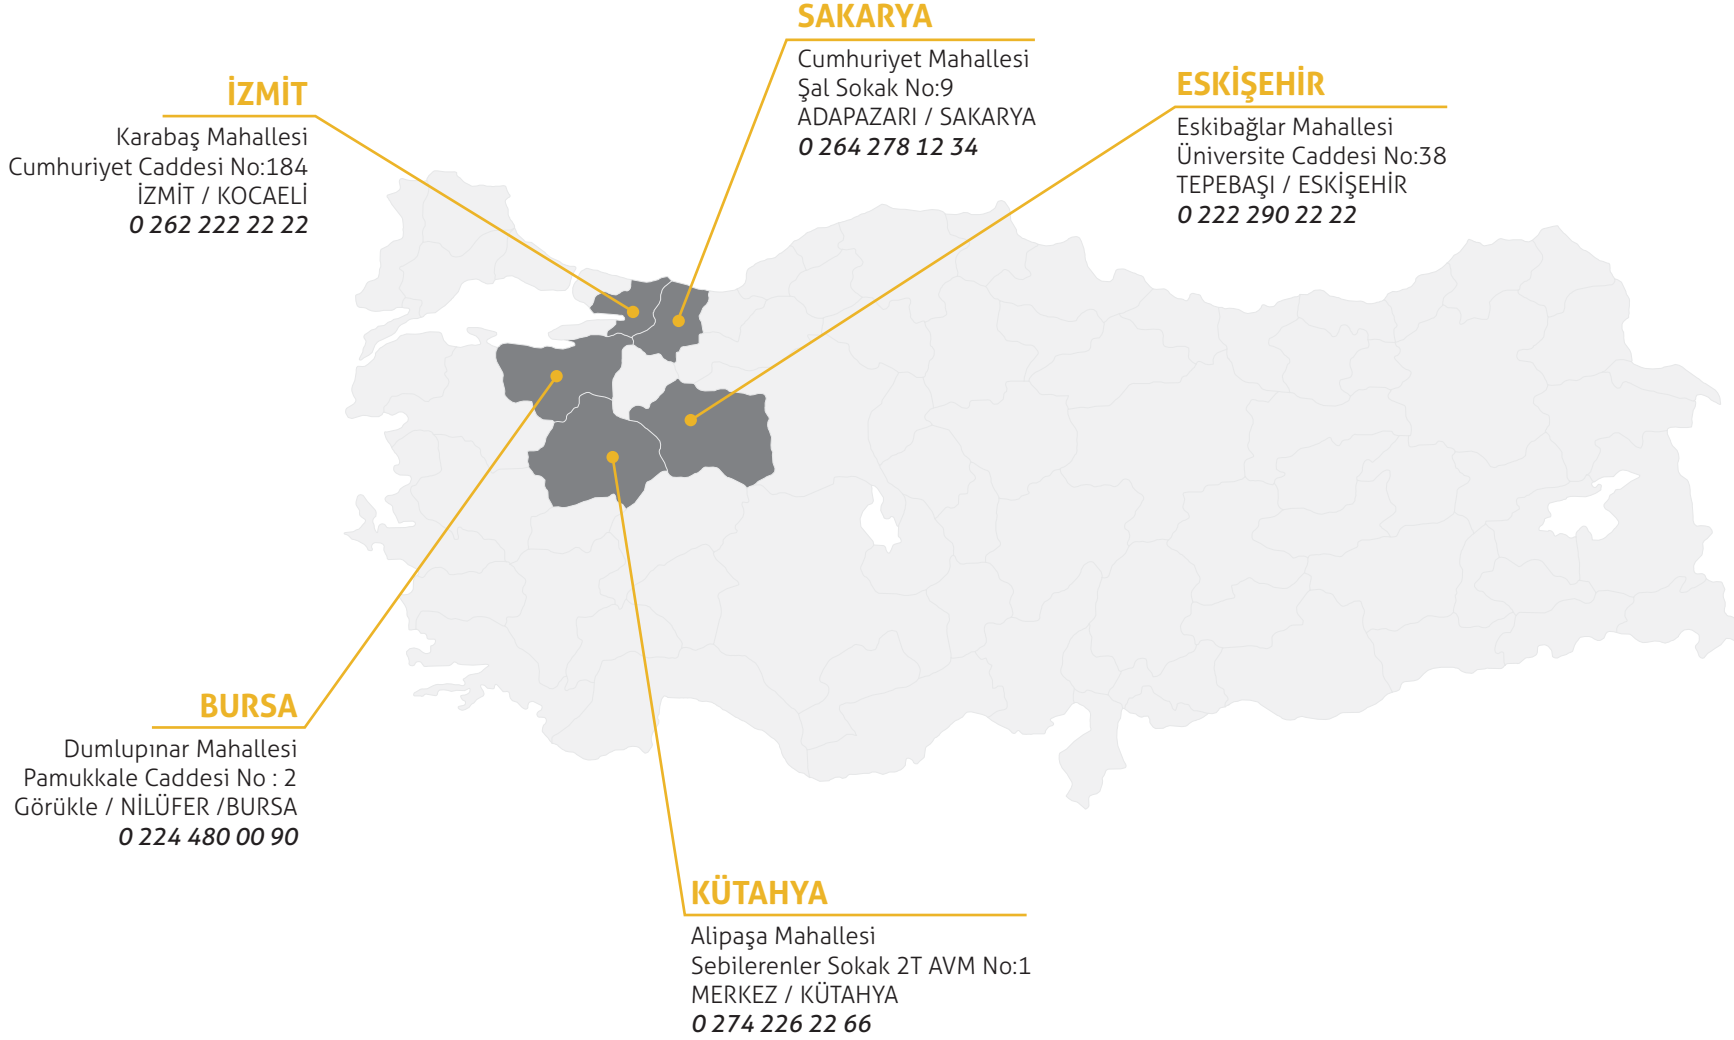 SAKARYA
Cumhuriyet Mahallesi
Şal Sokak No:9
ADAPAZARI / SAKARYA
0 264 278 12 34
İZMİT
Karabaş Mahallesi
Cumhuriyet Caddesi No:184
İZMİT / KOCAELİ
0 262 222 22 22
ESKİŞEHİR
Eskibağlar Mahallesi
Üniversite Caddesi No:38
TEPEBAŞI / ESKİŞEHİR
0 222 290 22 22
BURSA
Dumlupınar Mahallesi
Pamukkale Caddesi No : 2
Görükle / NİLÜFER /BURSA
0 224 480 00 90
KÜTAHYA
Alipaşa Mahallesi
Sebilerenler Sokak 2T AVM No:1
MERKEZ / KÜTAHYA
0 274 226 22 66